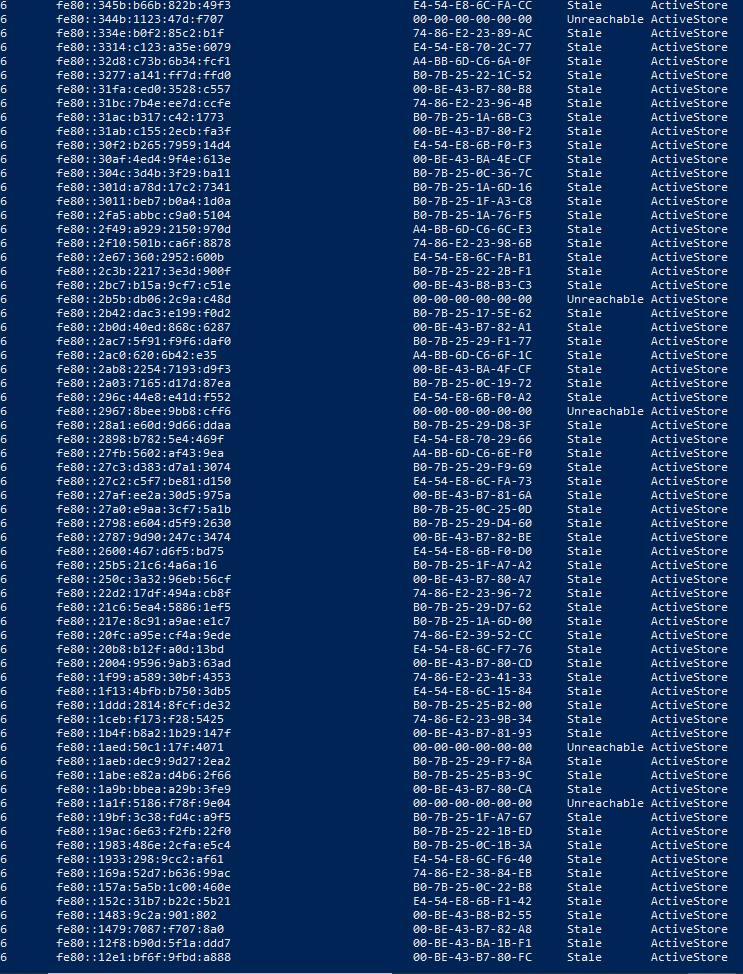 6 fe80::345b:b66b:822b:49f3 E4-54-E8-6C-FA-CC Stale ActiveStore
6 fe80::344b:1123:47d:f707 00-00-00-00-00-00 Unreachable ActiveStore
6 fe80::334e:b0f2:85c2:b1f 74-86-E2-23-89-AC Stale ActiveStore
6 fe80::3314:c123:a35e:6079 E4-54-E8-70-2C-77 Stale ActiveStore
6 fe80::32d8:c73b:6b34:fcf1 A4-BB-6D-C6-6A-0F Stale ActiveStore
6 fe80::3277:a141:ff7d:ffd0 B0-7B-25-22-1C-52 Stale ActiveStore
6 fe80::31fa:ced0:3528:c557 00-BE-43-B7-80-B8 Stale ActiveStore
6 fe80::31bc:7b4e:ee7d:ccfe 74-86-E2-23-96-4B Stale ActiveStore
6 fe80::31ac:b317:c42:1773 B0-7B-25-1A-6B-C3 Stale ActiveStore
6 fe80::31ab:c155:2ecb:fa3f 00-BE-43-B7-80-F2 Stale ActiveStore
6 fe80::30f2:b265:7959:14d4 E4-54-E8-6B-F0-F3 Stale ActiveStore
6 fe80::30af:4ed4:9f4e:613e 00-BE-43-BA-4E-CF Stale ActiveStore
6 fe80::304c:3d4b:3f29:ba11 B0-7B-25-0C-36-7C Stale ActiveStore
6 fe80::301d:a78d:17c2:7341 B0-7B-25-1A-6D-16 Stale ActiveStore
6 fe80::3011:beb7:b0a4:1d0a B0-7B-25-1F-A3-C8 Stale ActiveStore
6 fe80::2fa5:abbc:c9a0:5104 B0-7B-25-1A-76-F5 Stale ActiveStore
6 fe80::2f49:a929:2150:970d A4-BB-6D-C6-6C-E3 Stale ActiveStore
6 fe80::2f10:501b:ca6f:8878 74-86-E2-23-98-6B Stale ActiveStore
6 fe80::2e67:360:2952:600b E4-54-E8-6C-FA-B1 Stale ActiveStore
6 fe80::2c3b:2217:3e3d:900f B0-7B-25-22-2B-F1 Stale ActiveStore
6 fe80::2bc7:b15a:9cf7:c51e 00-BE-43-B8-B3-C3 Stale ActiveStore
6 fe80::2b5b:db06:2c9a:c48d 00-00-00-00-00-00 Unreachable ActiveStore
6 fe80::2b42:dac3:e199:f0d2 B0-7B-25-17-5E-62 Stale ActiveStore
6 fe80::2b0d:40ed:868c:6287 00-BE-43-B7-82-A1 Stale ActiveStore
6 fe80::2ac7:5f91:f9f6:daf0 B0-7B-25-29-F1-77 Stale ActiveStore
6 fe80::2ac0:620:6b42:e35 A4-BB-6D-C6-6F-1C Stale ActiveStore
6 fe80::2ab8:2254:7193:d9f3 00-BE-43-BA-4F-CF Stale ActiveStore
6 fe80::2a03:7165:d17d:87ea B0-7B-25-0C-19-72 Stale ActiveStore
6 fe80::296c:44e8:e41d:f552 E4-54-E8-6B-F0-A2 Stale ActiveStore
6 fe80::2967:8bee:9bb8:cff6 00-00-00-00-00-00 Unreachable ActiveStore
6 fe80::28a1:e60d:9d66:ddaa B0-7B-25-29-D8-3F Stale ActiveStore
6 fe80::2898:b782:5e4:469f E4-54-E8-70-29-66 Stale ActiveStore
6 fe80::27fb:5602:af43:9ea A4-BB-6D-C6-6E-F0 Stale ActiveStore
6 fe80::27c3:d383:d7a1:3074 B0-7B-25-29-F9-69 Stale ActiveStore
6 fe80::27c2:c5f7:be81:d150 E4-54-E8-6C-FA-73 Stale ActiveStore
6 fe80::27af:ee2a:30d5:975a 00-BE-43-B7-81-6A Stale ActiveStore
6 fe80::27a0:e9aa:3cf7:5a1b B0-7B-25-0C-25-0D Stale ActiveStore
6 fe80::2798:e604:d5f9:2630 B0-7B-25-29-D4-60 Stale ActiveStore
6 fe80::2787:9d90:247c:3474 00-BE-43-B7-82-BE Stale ActiveStore
6 fe80::2600:467:d6f5:bd75 E4-54-E8-6B-F0-D0 Stale ActiveStore
6 fe80::25b5:21c6:4a6a:16 B0-7B-25-1F-A7-A2 Stale ActiveStore
6 fe80::250c:3a32:96eb:56cf 00-BE-43-B7-80-A7 Stale ActiveStore
6 fe80::22d2:17df:494a:cb8f 74-86-E2-23-96-72 Stale ActiveStore
6 fe80::21c6:5ea4:5886:1ef5 B0-7B-25-29-D7-62 Stale ActiveStore
6 fe80::217e:8c91:a9ae:e1c7 B0-7B-25-1A-6D-00 Stale ActiveStore
6 fe80::20fc:a95e:cf4a:9ede 74-86-E2-39-52-CC Stale ActiveStore
6 fe80::20b8:b12f:a0d:13bd E4-54-E8-6C-F7-76 Stale ActiveStore
6 fe80::2004:9596:9ab3:63ad 00-BE-43-B7-80-CD Stale ActiveStore
6 fe80::1f99:a589:30bf:4353 74-86-E2-23-41-33 Stale ActiveStore
6 fe80::1f13:4bfb:b750:3db5 E4-54-E8-6C-15-84 Stale ActiveStore
6 fe80::1ddd:2814:8fcf:de32 B0-7B-25-25-B2-00 Stale ActiveStore
6 fe80::1ceb:f173:f28:5425 74-86-E2-23-9B-34 Stale ActiveStore
6 fe80::1b4f:b8a2:1b29:147f 00-BE-43-B7-81-93 Stale ActiveStore
6 fe80::1aed:50c1:17f:4071 00-00-00-00-00-00 Unreachable ActiveStore
6 fe80::1aeb:dec9:9d27:2ea2 B0-7B-25-29-F7-8A Stale ActiveStore
6 fe80::1abe:e82a:d4b6:2f66 B0-7B-25-25-B3-9C Stale ActiveStore
6 fe80::1a9b:bbea:a29b:3fe9 00-BE-43-B7-80-CA Stale ActiveStore
6 fe80::1a1f:5186:f78f:9e04 00-00-00-00-00-00 Unreachable ActiveStore
6 fe80::19bf:3c38:fd4c:a9f5 B0-7B-25-1F-A7-67 Stale ActiveStore
6 fe80::19ac:6e63:f2fb:22f0 B0-7B-25-22-1B-ED Stale ActiveStore
6 fe80::1983:486e:2cfa:e5c4 B0-7B-25-0C-1B-3A Stale ActiveStore
6 fe80::1933:298:9cc2:af61 E4-54-E8-6C-F6-40 Stale ActiveStore
6 fe80::169a:52d7:b636:99ac 74-86-E2-38-84-EB Stale ActiveStore
6 fe80::157a:5a5b:1c00:460e B0-7B-25-0C-22-B8 Stale ActiveStore
6 fe80::152c:31b7:b22c:5b21 E4-54-E8-6B-F1-42 Stale ActiveStore
6 fe80::1483:9c2a:901:802 00-BE-43-B8-B2-55 Stale ActiveStore
6 fe80::1479:7087:f707:8a0 00-BE-43-B7-82-A8 Stale ActiveStore
6 fe80::12f8:b90d:5f1a:ddd7 00-BE-43-BA-1B-F1 Stale ActiveStore
6 fe80::12e1:bf6f:9fbd:a888 00-BE-43-B7-80-FC Stale ActiveStore